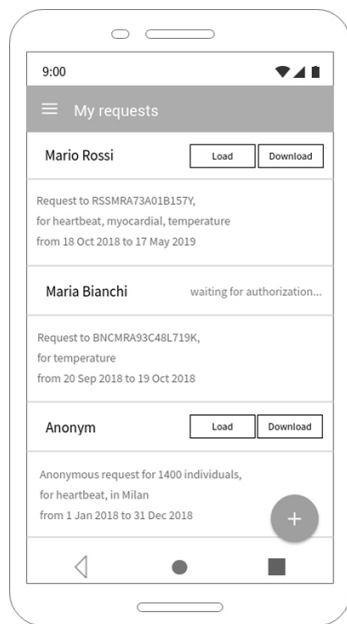 9:00
My requests
Mario Rossi Load Download
Request to RSSMRA73A01B157Y,
for heartbeat, myocardial, temperature
from 18 Oct 2018 to 17 May 2019
Maria Bianchi waiting for authorization...
Request to BNCMRA93C48L719K,
for temperature
from 20 Sep 2018 to 19 Oct 2018
Anonym Load Download
Anonymous request for 1400 individuals,
for heartbeat, in Milan
from 1 Jan 2018 to 31 Dec 2018
+